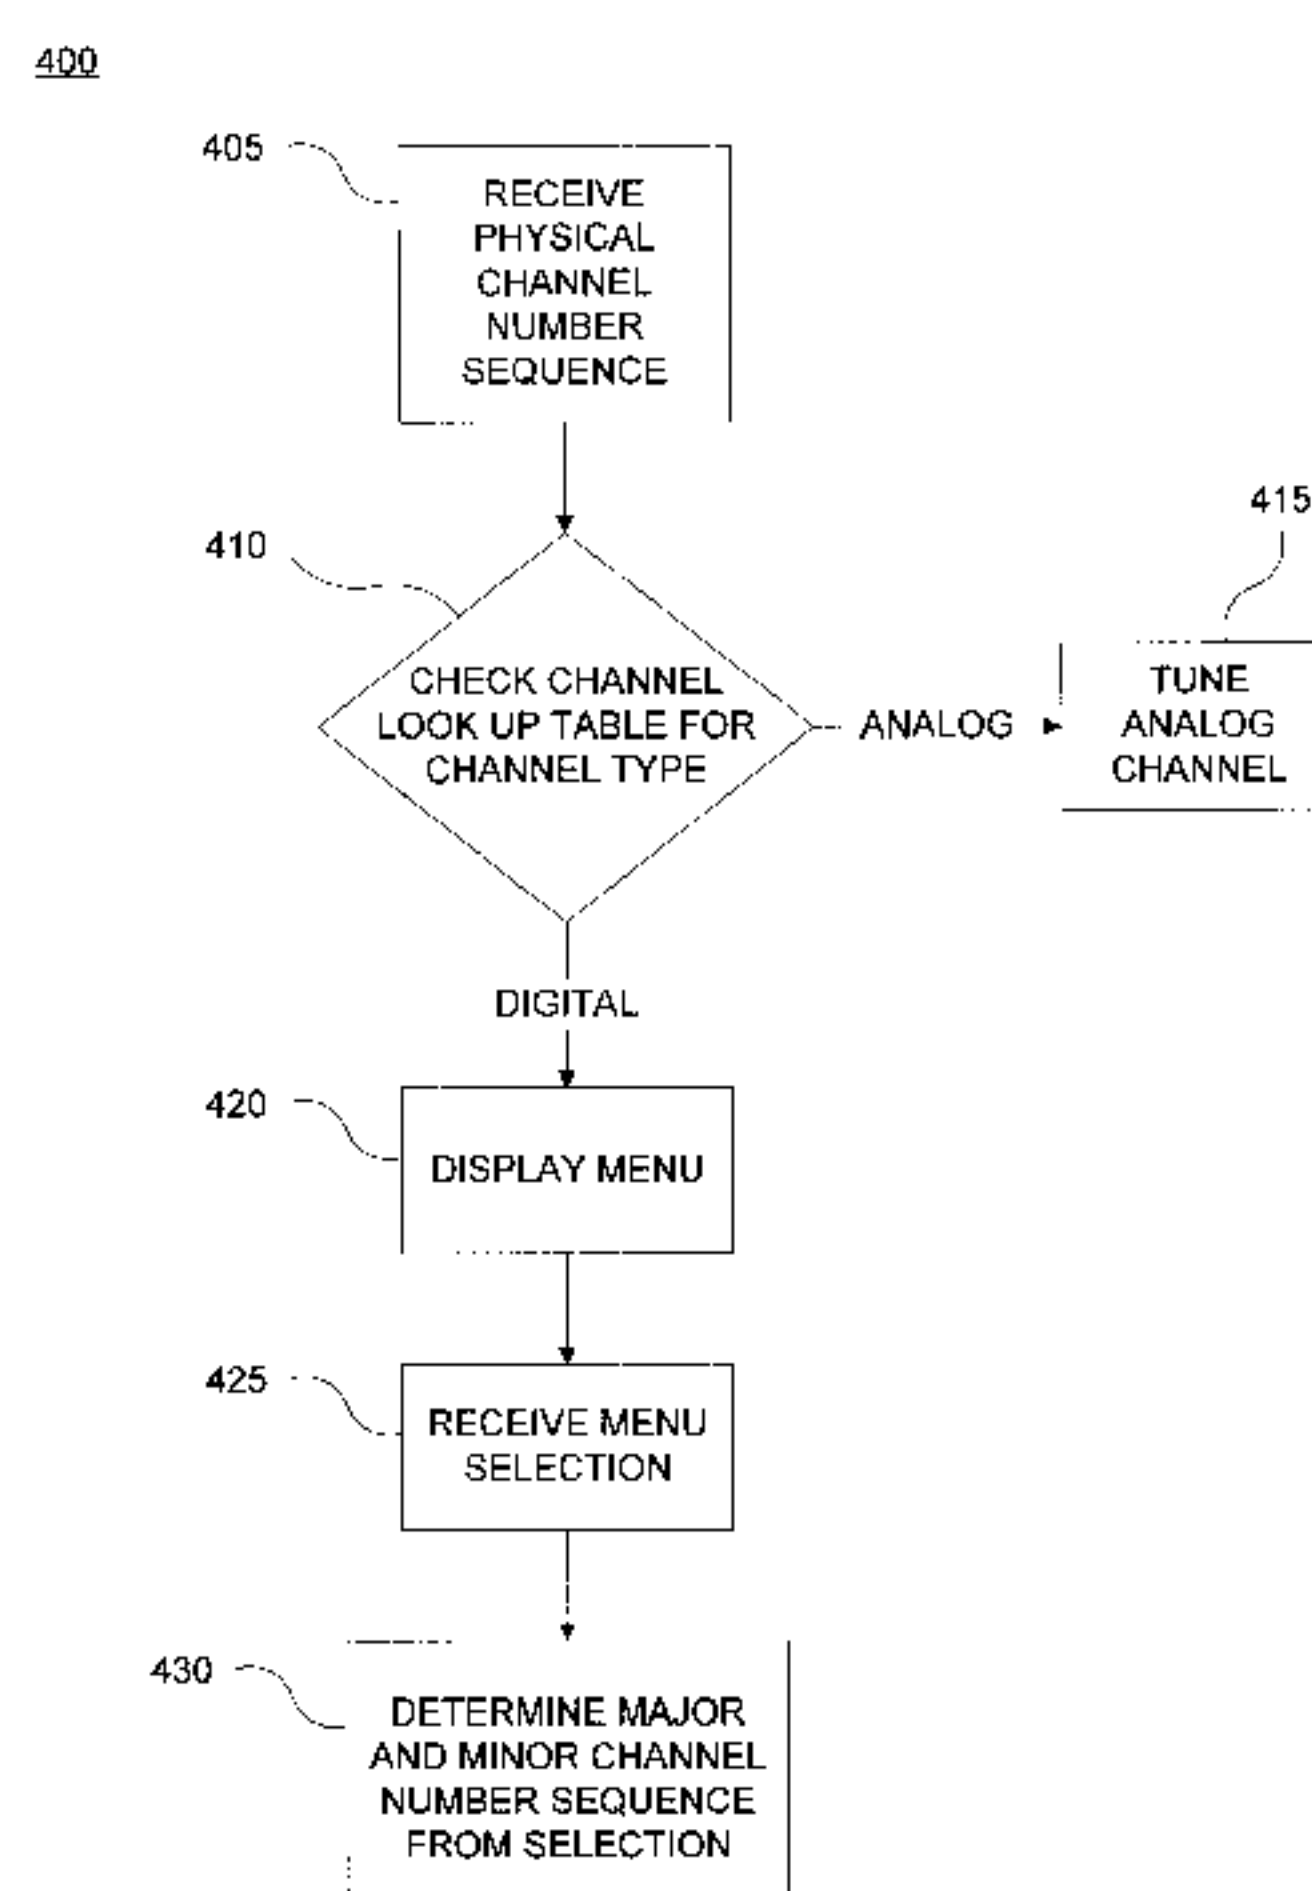 400
405
RECEIVE
PHYSICAL
CHANNEL
NUMBER
SEQUENCE
410
415
CHECK CHANNEL
LOOK UP TABLE FOR
CHANNEL TYPE
ANALOG
TUNE
ANALOG
CHANNEL
DIGITAL
420
DISPLAY MENU
425
RECEIVE MENU
SELECTION
430
DETERMINE MAJOR
AND MINOR CHANNEL
NUMBER SEQUENCE
FROM SELECTION